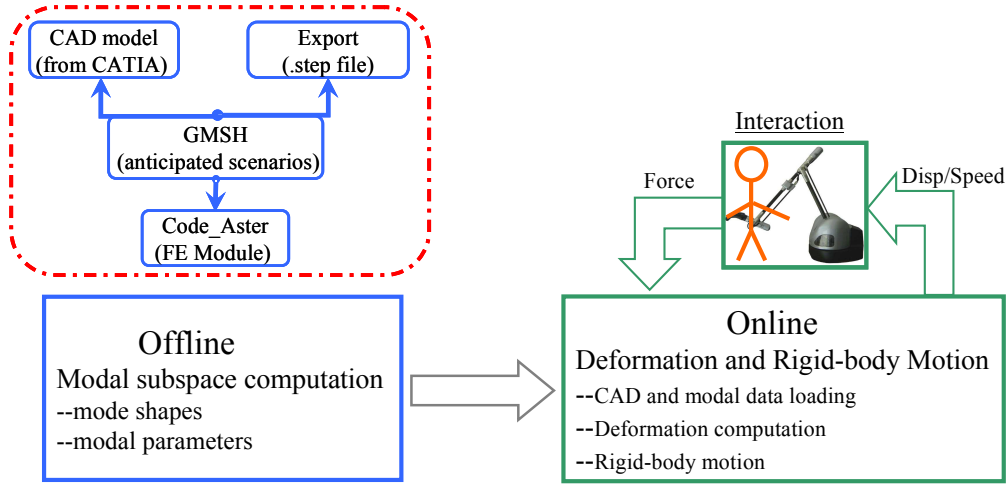 CAD model
(from CATIA)
Export
(.step file)
GMSH
(anticipated scenarios)
Code_Aster
(FE Module)
Interaction
Force
Disp/Speed
Offline
Modal subspace computation
--mode shapes
--modal parameters
Online
Deformation and Rigid-body Motion
--CAD and modal data loading
--Deformation computation
--Rigid-body motion